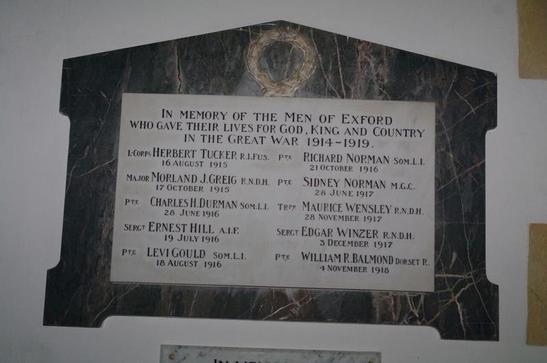 IN MEMORY OF THE MEN OF EXFORD
WHO GAVE THEIR LIVES FOR GOD, KING AND COUNTRY
IN THE GREAT WAR 1914-1919.
L·CORPL HERBERT TUCKER R.I.FUS.
16 AUGUST 1915
MAJOR MORLAND J. GREIG R.N.D.H.
17 OCTOBER 1915
PTE CHARLES H. DURMAN SOM.L.I.
28 JUNE 1916
SERGT ERNEST HILL A.I.F.
19 JULY 1916
PTE LEVI GOULD SOM.L.I.
18 AUGUST 1916
PTE RICHARD NORMAN SOM.L.I.
21 OCTOBER 1916
PTE SIDNEY NORMAN M.G.C.
28 JUNE 1917
TRPR MAURICE WENSLEY R.N.D.H.
28 NOVEMBER 1917
SERGT EDGAR WINZER R.N.D.H.
3 DECEMBER 1917
PTE WILLIAM R. BALMOND DORSET R.
4 NOVEMBER 1918